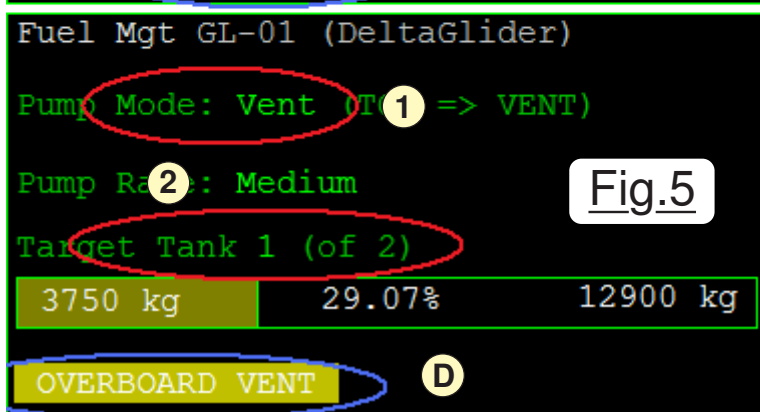 Fuel Mgt GL-01 (DeltaGlider)
Pump Mode: Vent 1 => VENT)
2 : Medium
Pump
Fig.5
Target Tank 1 (of 2)
3750 kg 29.07% 12900 kg
OVERBOARD VENT D